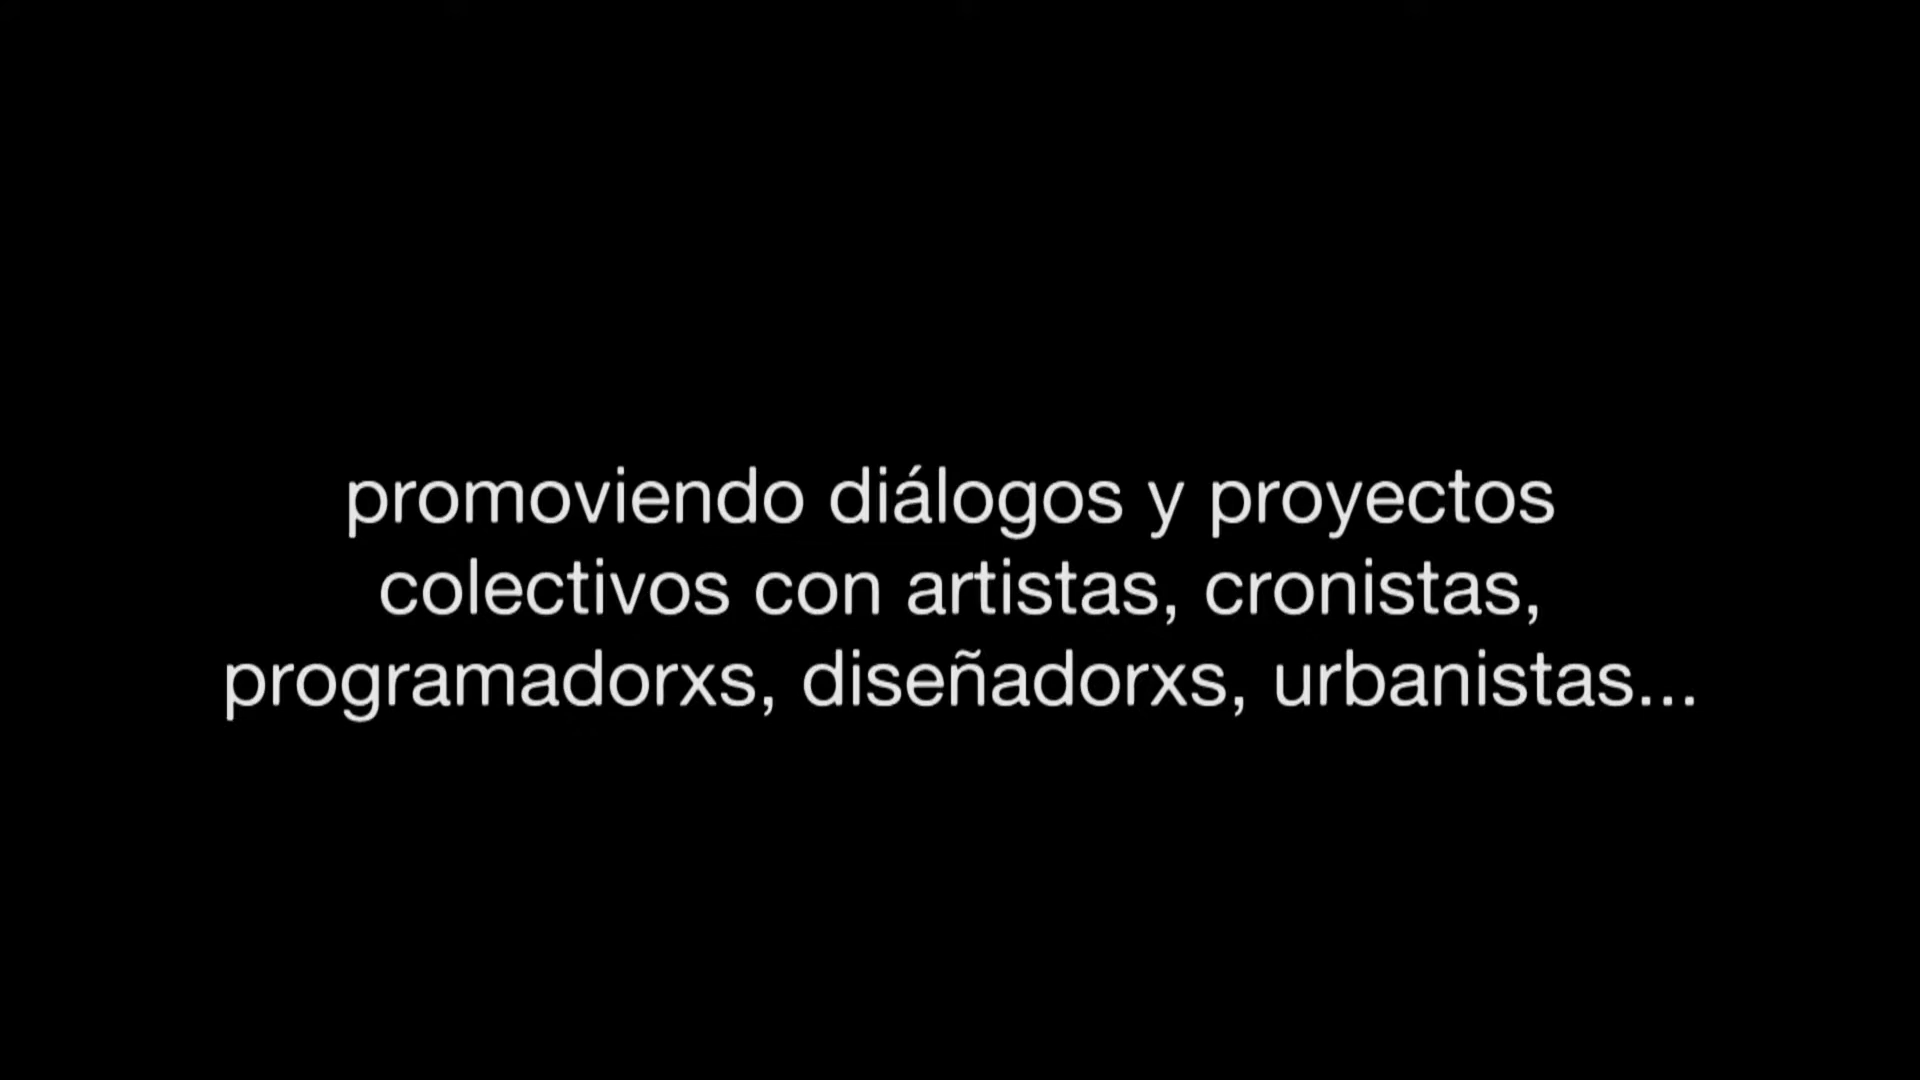 promoviendo diálogos y proyectos
colectivos con artistas, cronistas,
programadorxs, diseñadorxs, urbanistas...